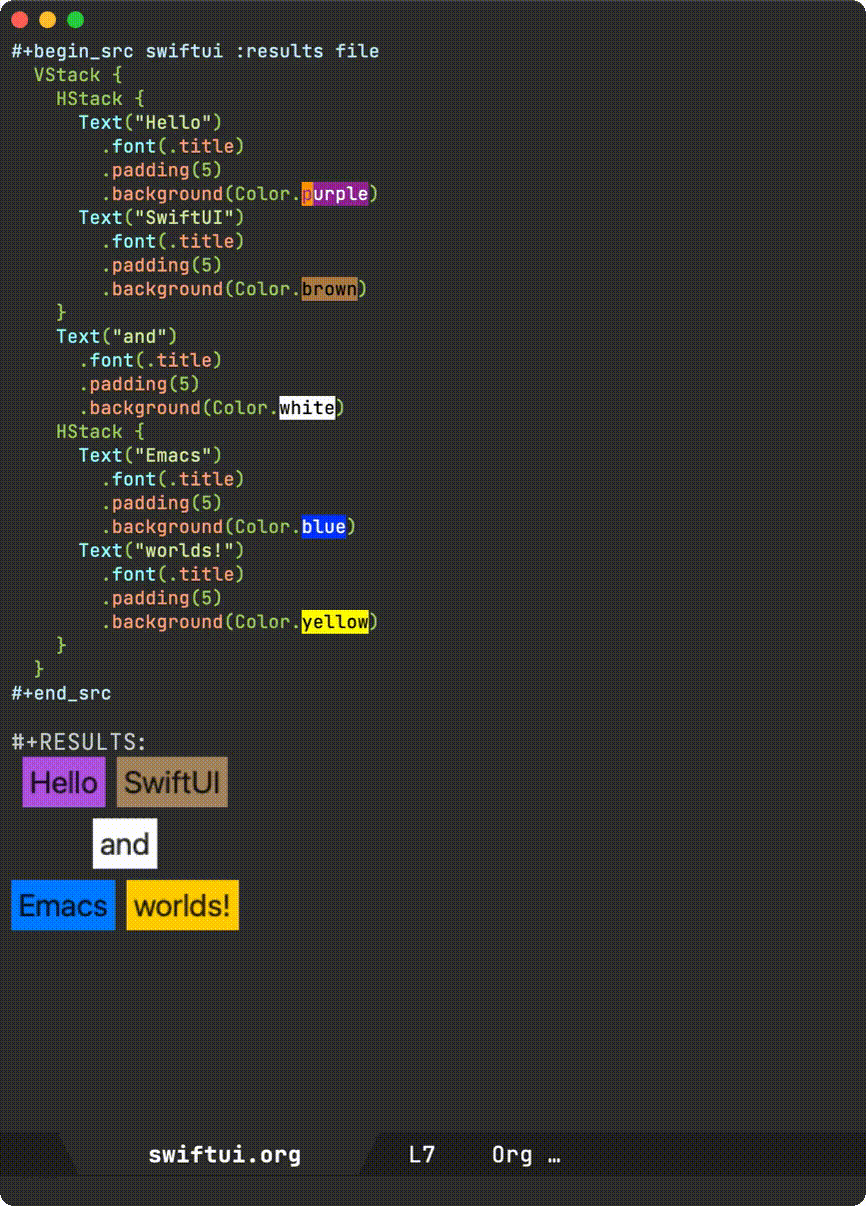 #+begin_src swiftui :results file
  VStack {
    HStack {
      Text("Hello")
        .font(.title)
        .padding(5)
        .background(Color.purple)
      Text("SwiftUI")
        .font(.title)
        .padding(5)
        .background(Color.brown)
    }
    Text("and")
      .font(.title)
      .padding(5)
      .background(Color.white)
    HStack {
      Text("Emacs")
        .font(.title)
        .padding(5)
        .background(Color.blue)
      Text("worlds!")
        .font(.title)
        .padding(5)
        .background(Color.yellow)
    }
  }
#+end_src
#+RESULTS:
Hello SwiftUI
and
Emacs worlds!
swiftui.org L7 Org …